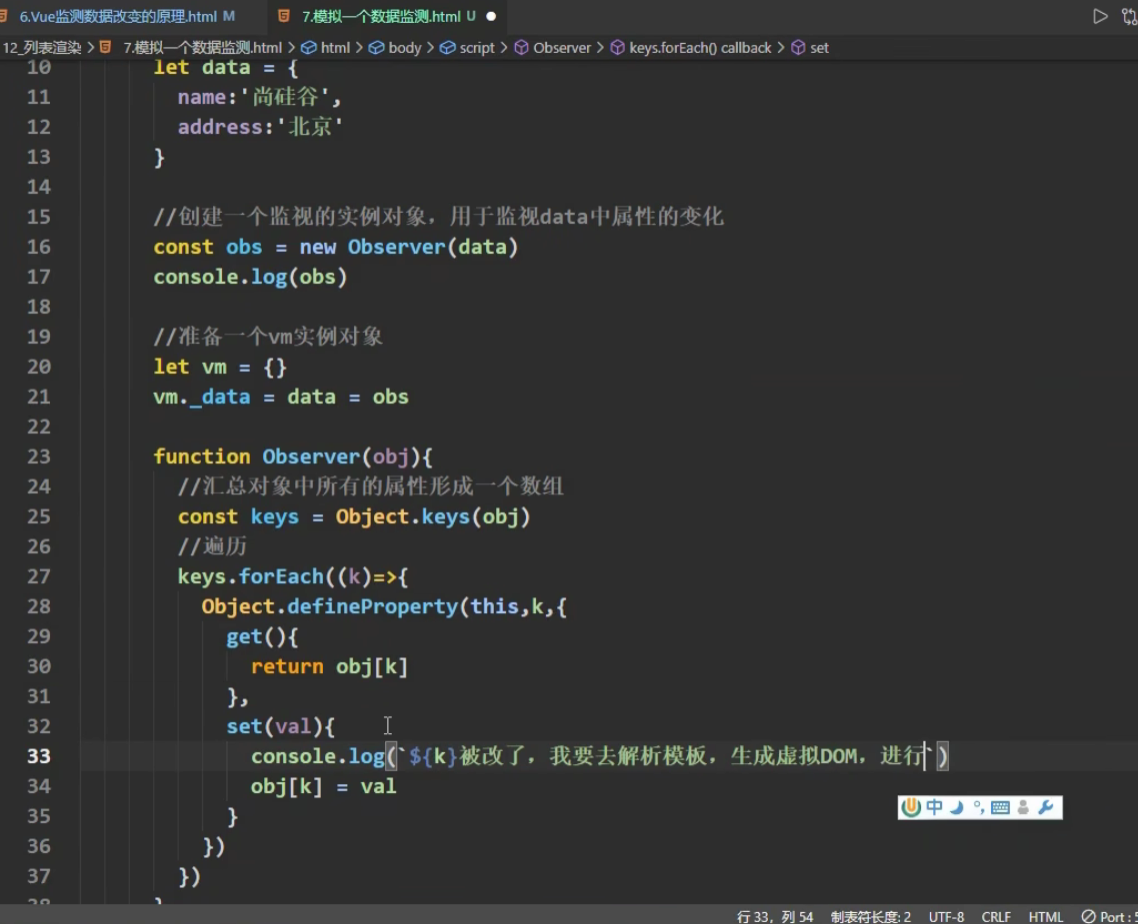 6.Vue监测数据改变的原理.html M
7.模拟一个数据监测.html U
12_列表渲染 > 7.模拟一个数据监测.html > html > body > script > Observer > keys.forEach() callback > set
10 let data = {
11 name:'尚硅谷',
12 address:'北京'
13 }
14
15 //创建一个监视的实例对象，用于监视data中属性的变化
16 const obs = new Observer(data)
17 console.log(obs)
18
19 //准备一个vm实例对象
20 let vm = {}
21 vm._data = data = obs
22
23 function Observer(obj){
24 //汇总对象中所有的属性形成一个数组
25 const keys = Object.keys(obj)
26 //遍历
27 keys.forEach((k)=>{
28 Object.defineProperty(this,k,{
29 get(){
30 return obj[k]
31 },
32 set(val){
33 console.log(`${k}被改了，我要去解析模板，生成虚拟DOM，进行`)
34 obj[k] = val
35 }
36 })
37 })
中
行 33，列 54 制表符长度: 2 UTF-8 CRLF HTML Port :